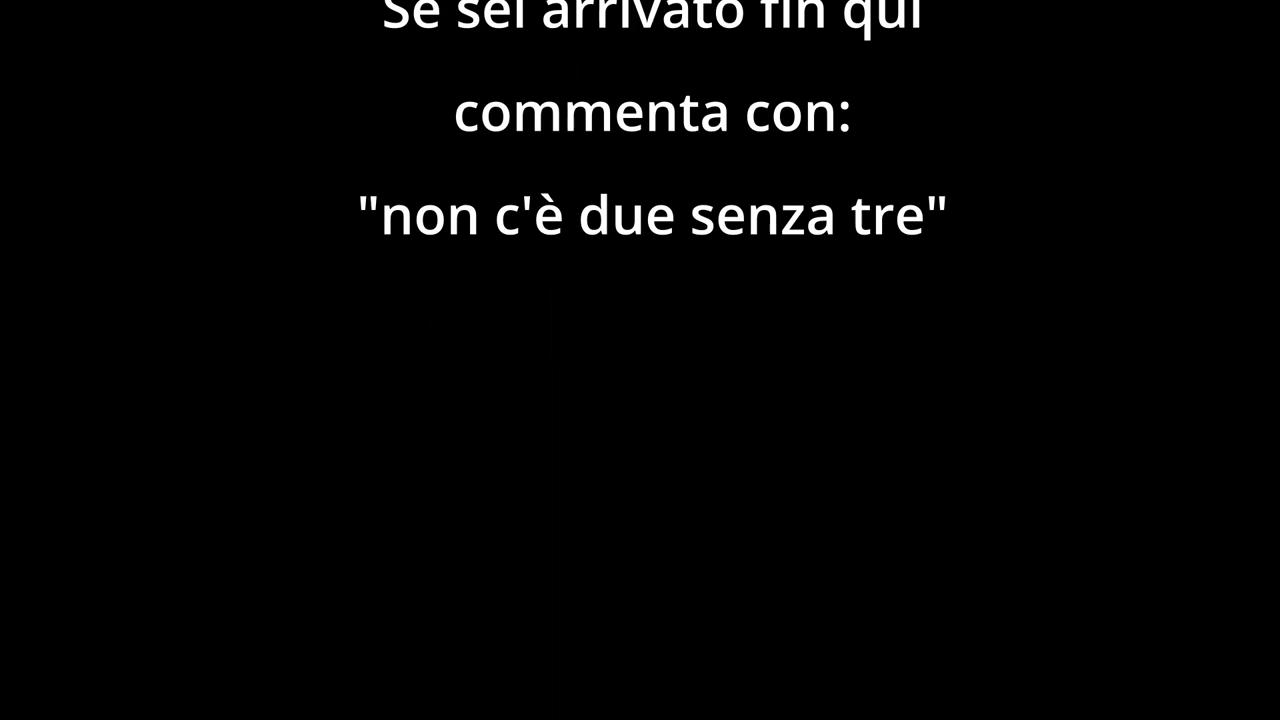 Se sei arrivato fin qui
commenta con:
"non c'è due senza tre"